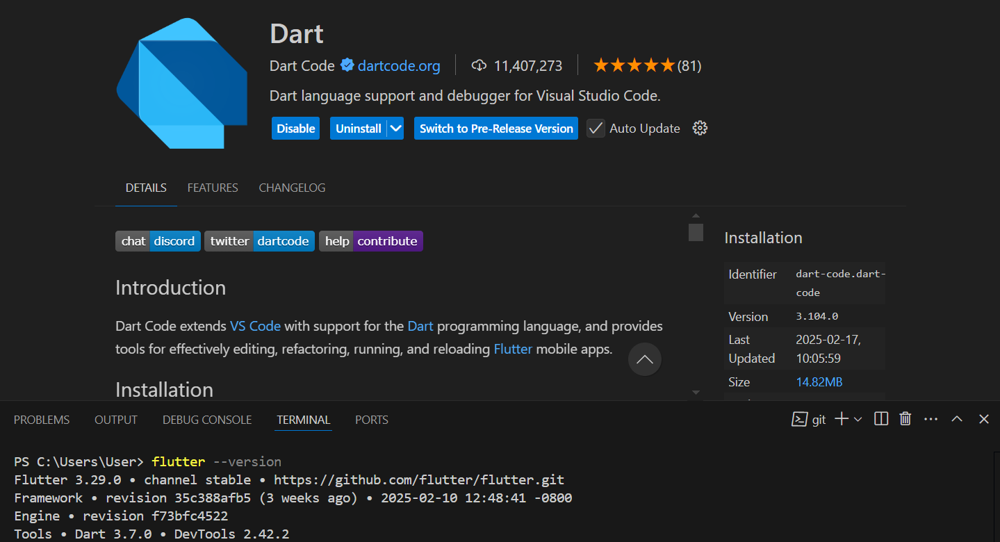 Dart
Dart Code dartcode.org 11,407,273 ★★★★★(81)
Dart language support and debugger for Visual Studio Code.
Disable Uninstall Switch to Pre-Release Version Auto Update
DETAILS FEATURES CHANGELOG
chat discord twitter dartcode help contribute
Introduction
Dart Code extends VS Code with support for the Dart programming language, and provides
tools for effectively editing, refactoring, running, and reloading Flutter mobile apps.
Installation
Installation
Identifier dart-code.dart-
code
Version 3.104.0
Last 2025-02-17,
Updated 10:05:59
Size 14.82MB
PROBLEMS OUTPUT DEBUG CONSOLE TERMINAL PORTS git
PS C:\Users\User> flutter --version
Flutter 3.29.0 • channel stable • https://github.com/flutter/flutter.git
Framework • revision 35c388afb5 (3 weeks ago) • 2025-02-10 12:48:41 -0800
Engine • revision f73bfc4522
Tools • Dart 3.7.0 • DevTools 2.42.2